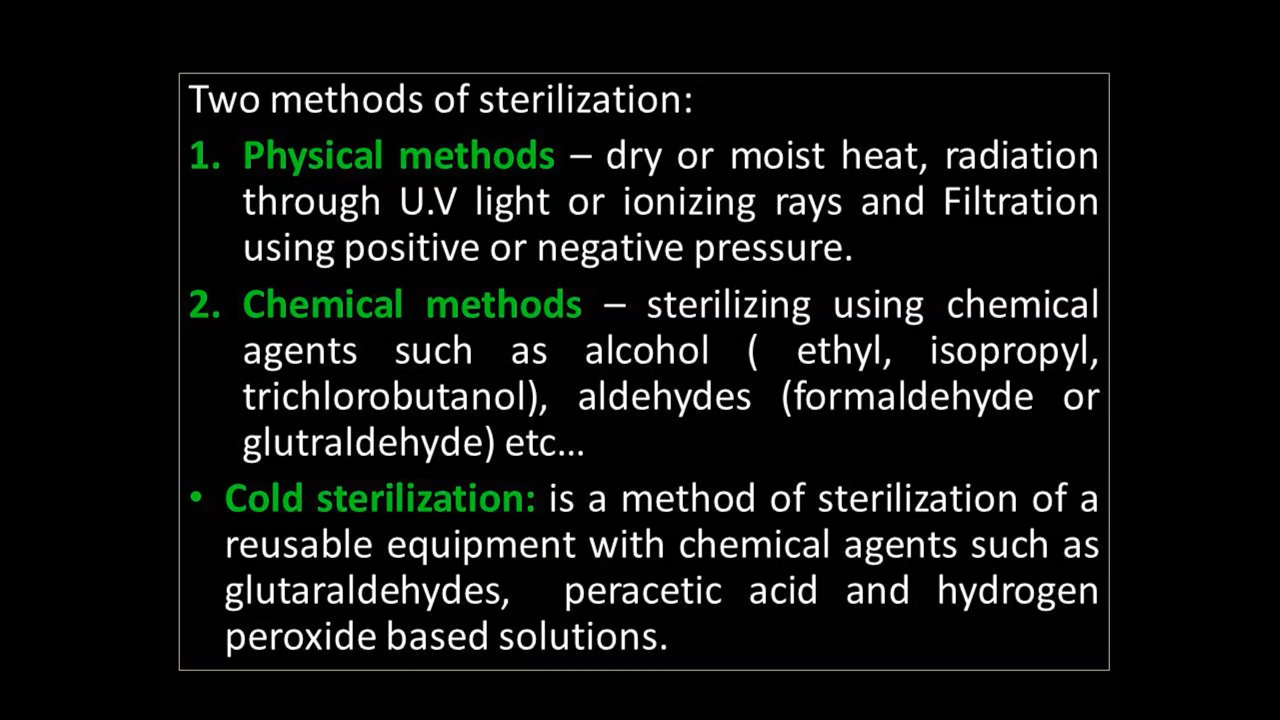 Two methods of sterilization:
1. Physical methods – dry or moist heat, radiation
through U.V light or ionizing rays and Filtration
using positive or negative pressure.
2. Chemical methods – sterilizing using chemical
agents such as alcohol ( ethyl, isopropyl,
trichlorobutanol), aldehydes (formaldehyde or
glutraldehyde) etc...
• Cold sterilization: is a method of sterilization of a
reusable equipment with chemical agents such as
glutaraldehydes, peracetic acid and hydrogen
peroxide based solutions.